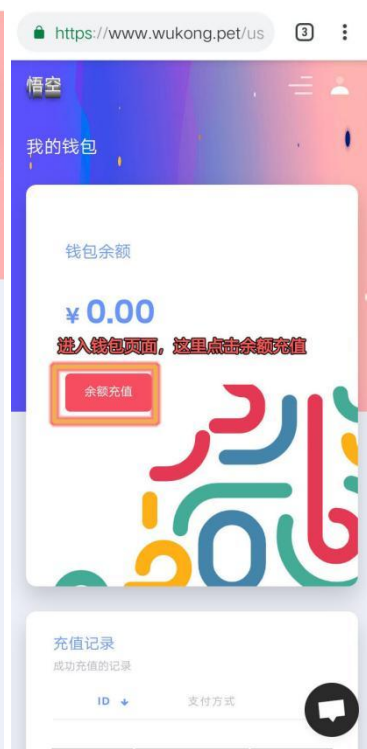 https://www.wukong.pet/us
3
悟空
我的钱包
钱包余额
¥ 0.00
进入钱包页面，这里点击余额充值
余额充值
充值记录
成功充值的记录
ID 支付方式